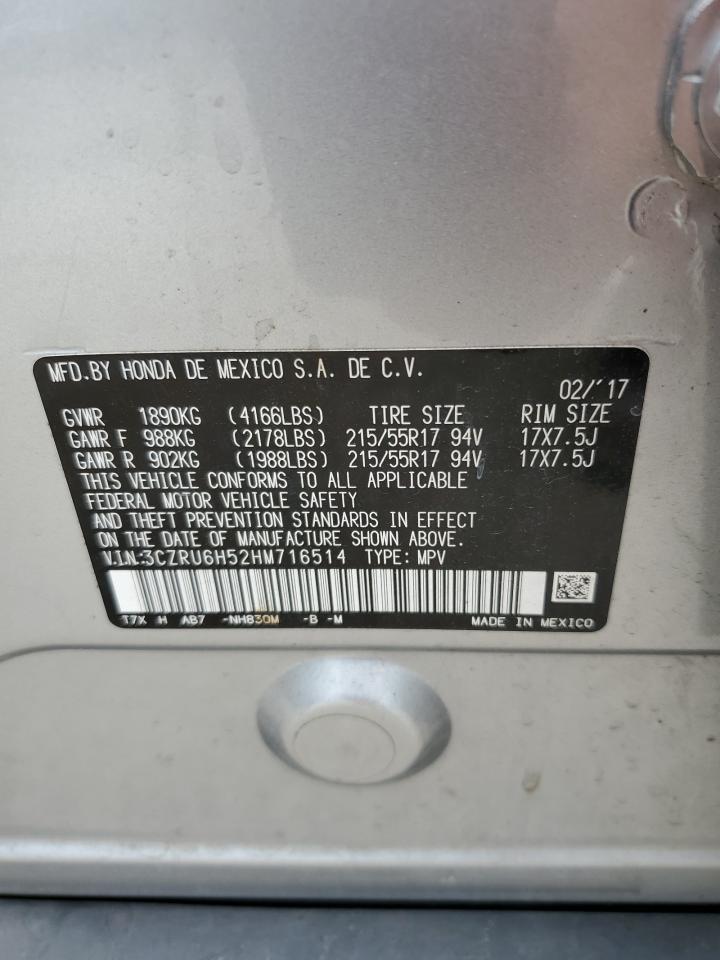 MFD.BY HONDA DE MEXICO S.A. DE C.V.
02/'17
GVWR 1890KG (4166LBS) TIRE SIZE RIM SIZE
GAWR F 988KG (2178LBS) 215/55R17 94V 17X7.5J
GAWR R 902KG (1988LBS) 215/55R17 94V 17X7.5J
THIS VEHICLE CONFORMS TO ALL APPLICABLE
FEDERAL MOTOR VEHICLE SAFETY
AND THEFT PREVENTION STANDARDS IN EFFECT
ON THE DATE OF MANUFACTURE SHOWN ABOVE.
V.I.N:3CZRU6H52HM716514 TYPE: MPV
T7X H AB7 -NH830M -B -M MADE IN MEXICO